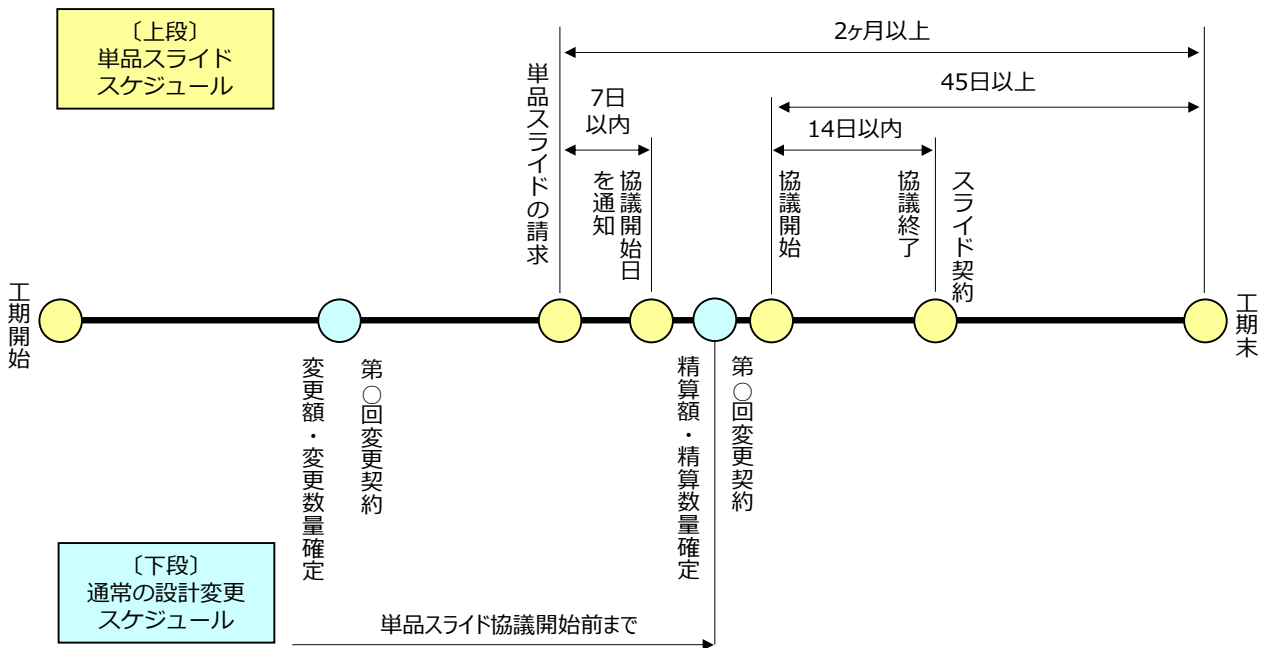 〔上段〕
単品スライド
スケジュール
2ヶ月以上
45日以上
7日
以内
14日以内
単品スライドの請求
協議開始日
を通知
協議開始
協議終了
スライド契約
工期開始
工期末
変更額・変更数量確定
第○回変更契約
精算額・精算数量確定
第○回変更契約
〔下段〕
通常の設計変更
スケジュール
単品スライド協議開始前まで